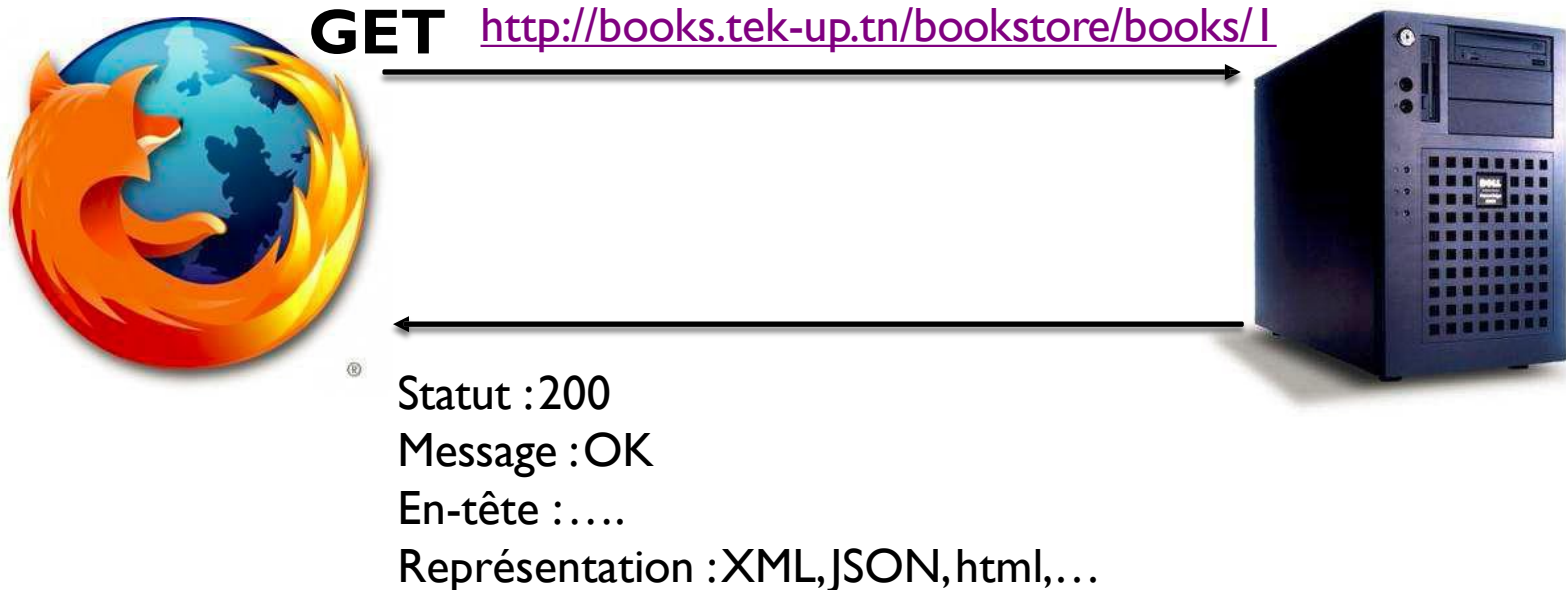 GET http://books.tek-up.tn/bookstore/books/1
DELL
®
Statut : 200
Message : OK
En-tête : ….
Représentation : XML, JSON, html,…